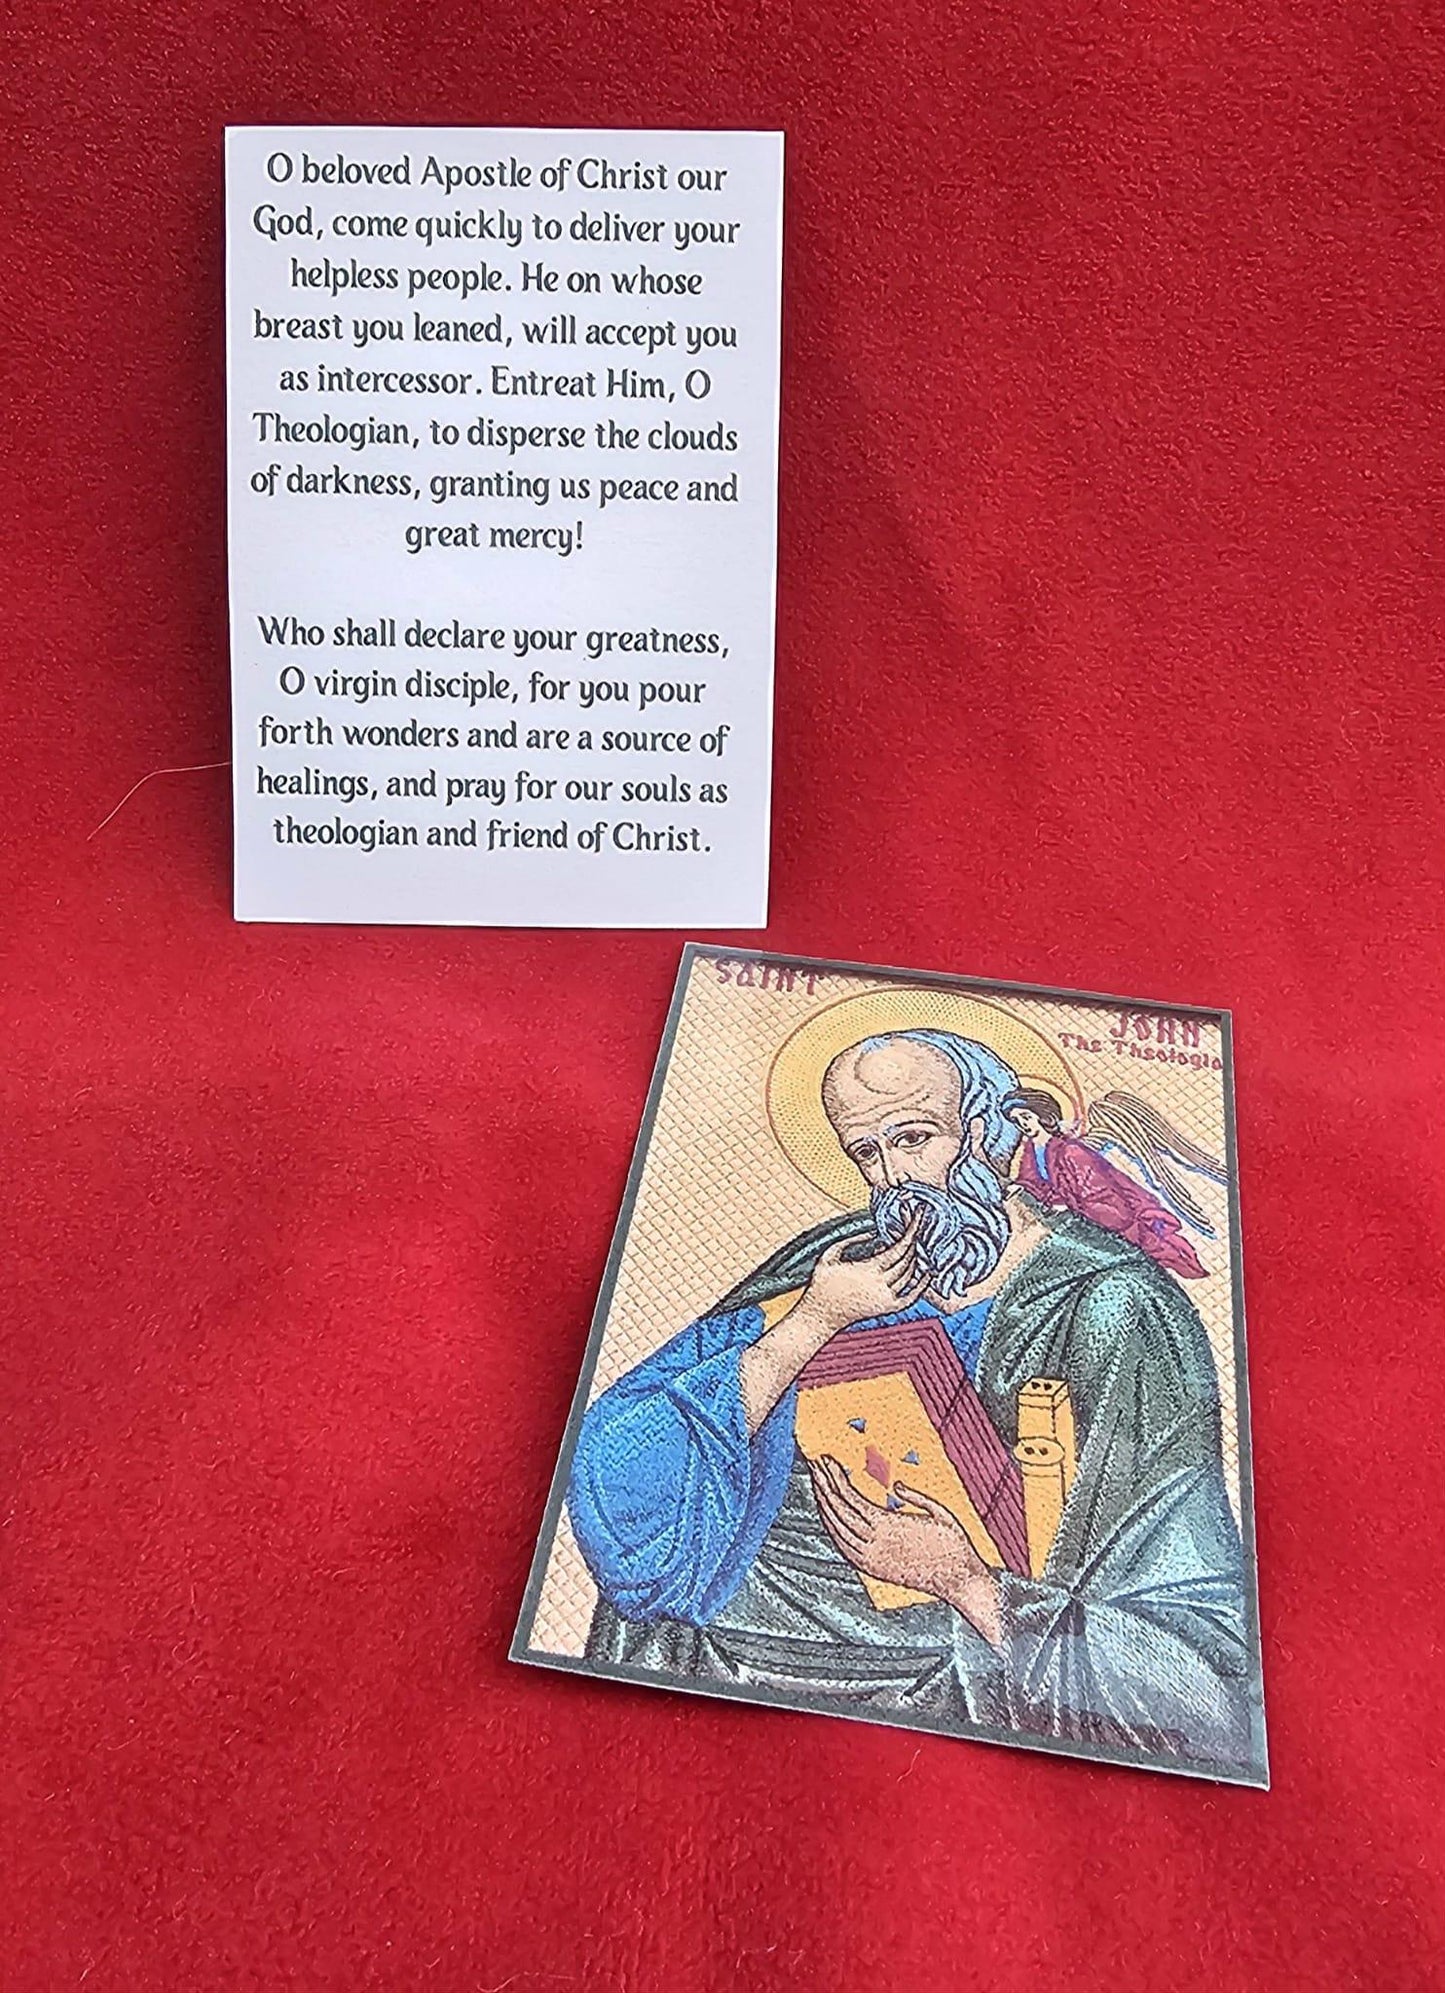 O beloved Apostle of Christ our
God, come quickly to deliver your
helpless people. He on whose
breast you leaned, will accept you
as intercessor. Entreat Him, O
Theologian, to disperse the clouds
of darkness, granting us peace and
great mercy!
Who shall declare your greatness,
O virgin disciple, for you pour
forth wonders and are a source of
healings, and pray for our souls as
theologian and friend of Christ.
SAINT
JOHN
The Theologia